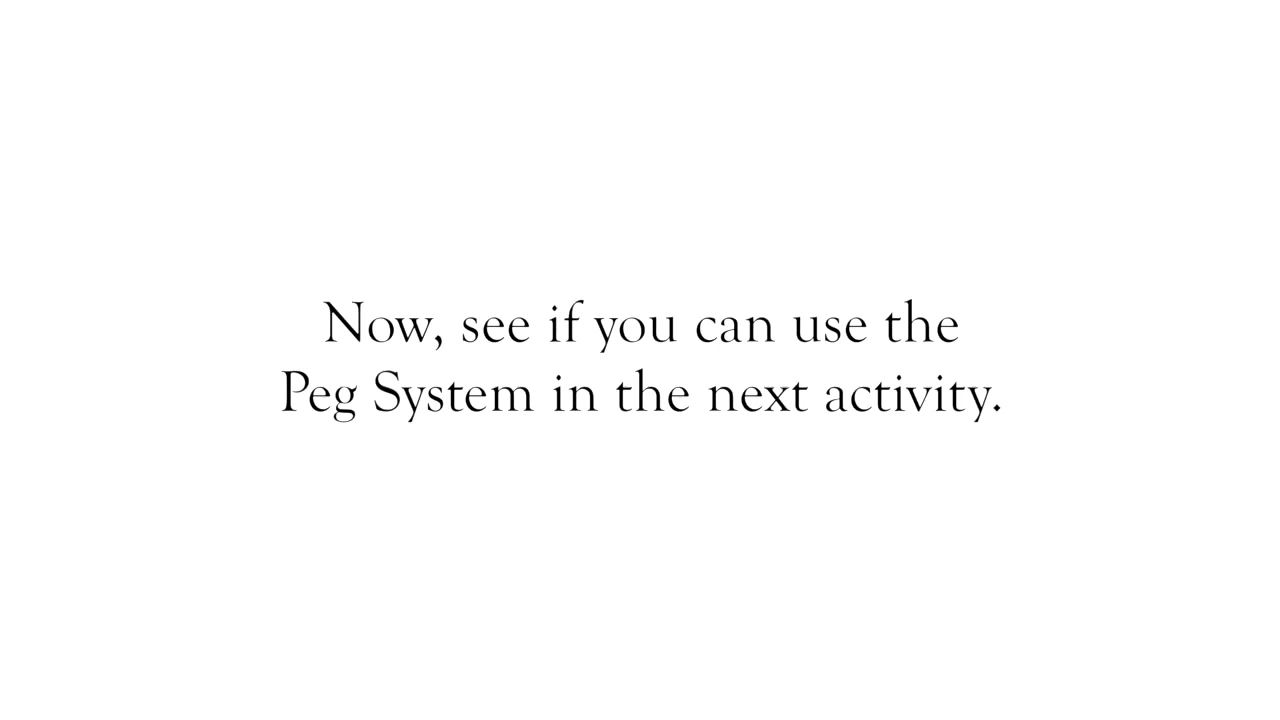 Now, see if you can use the
Peg System in the next activity.